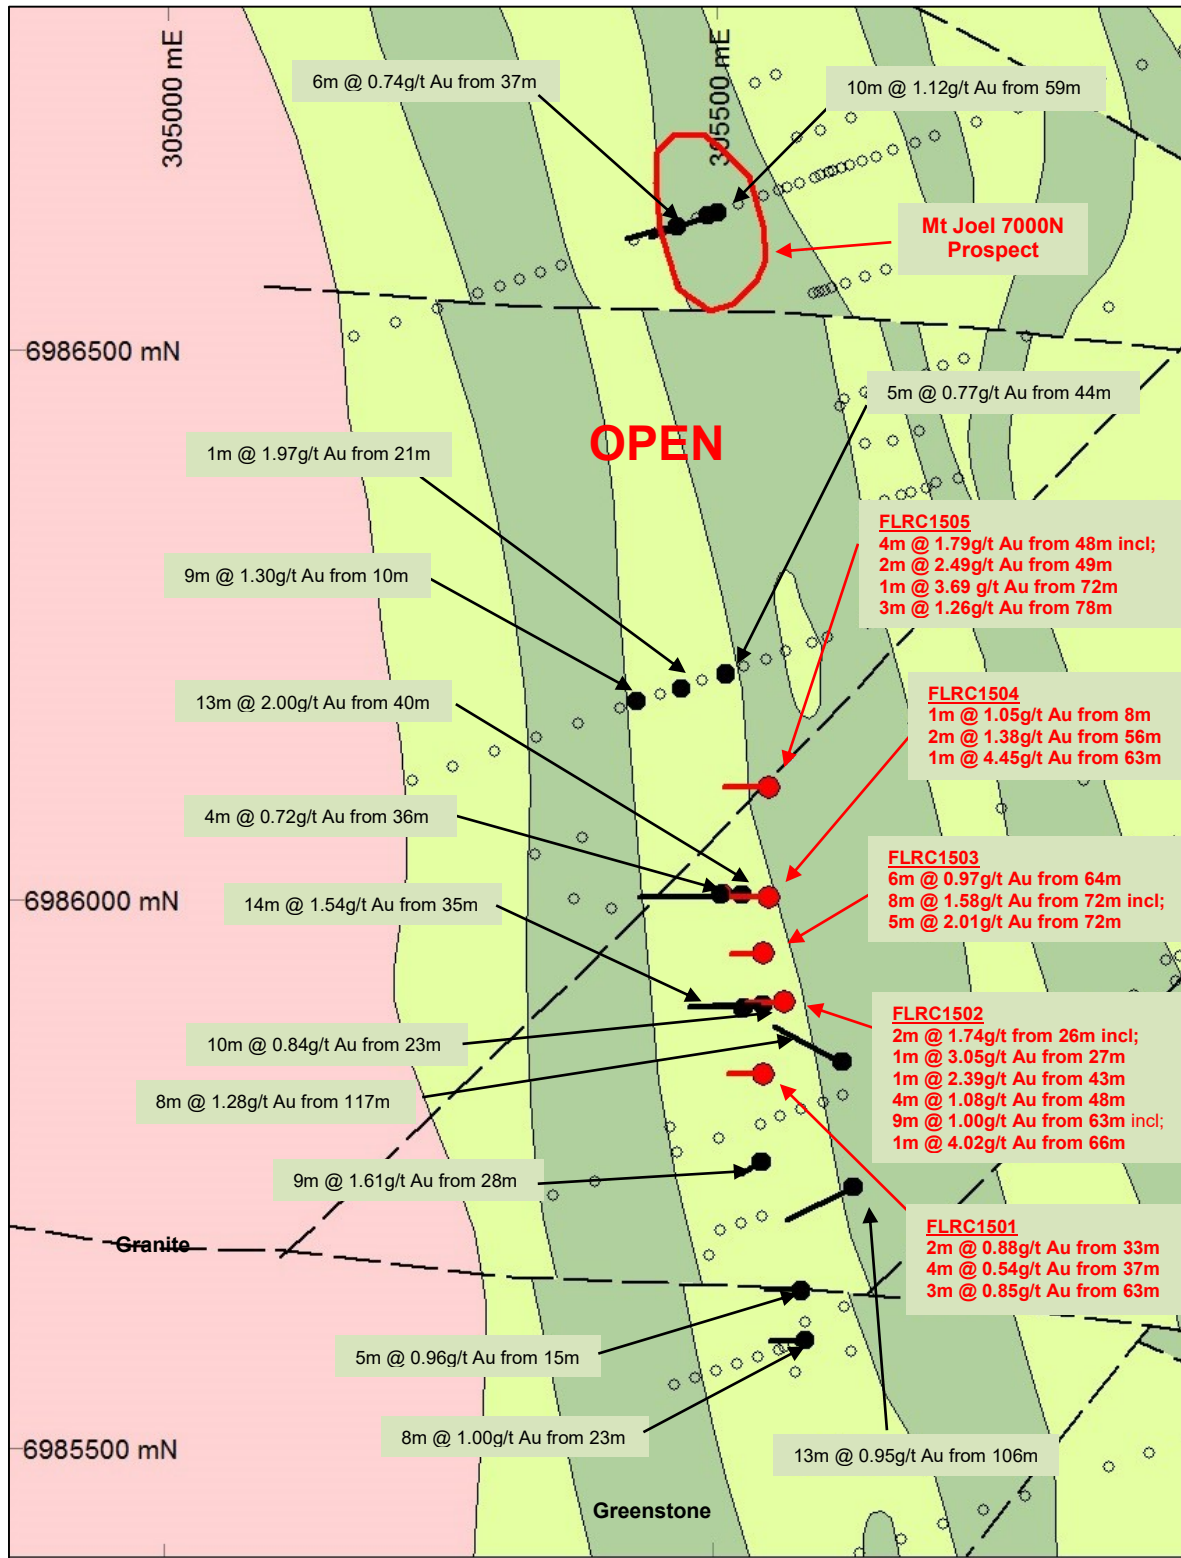 305000 mE
305500 mE
6m @ 0.74g/t Au from 37m
10m @ 1.12g/t Au from 59m
Mt Joel 7000N
Prospect
6986500 mN
5m @ 0.77g/t Au from 44m
OPEN
1m @ 1.97g/t Au from 21m
FLRC1505
4m @ 1.79g/t Au from 48m incl;
2m @ 2.49g/t Au from 49m
1m @ 3.69 g/t Au from 72m
3m @ 1.26g/t Au from 78m
9m @ 1.30g/t Au from 10m
13m @ 2.00g/t Au from 40m
FLRC1504
1m @ 1.05g/t Au from 8m
2m @ 1.38g/t Au from 56m
1m @ 4.45g/t Au from 63m
4m @ 0.72g/t Au from 36m
FLRC1503
6m @ 0.97g/t Au from 64m
8m @ 1.58g/t Au from 72m incl;
5m @ 2.01g/t Au from 72m
6986000 mN
14m @ 1.54g/t Au from 35m
FLRC1502
2m @ 1.74g/t from 26m incl;
1m @ 3.05g/t Au from 27m
1m @ 2.39g/t Au from 43m
4m @ 1.08g/t Au from 48m
9m @ 1.00g/t Au from 63m incl;
1m @ 4.02g/t Au from 66m
10m @ 0.84g/t Au from 23m
8m @ 1.28g/t Au from 117m
9m @ 1.61g/t Au from 28m
FLRC1501
2m @ 0.88g/t Au from 33m
4m @ 0.54g/t Au from 37m
3m @ 0.85g/t Au from 63m
Granite
5m @ 0.96g/t Au from 15m
8m @ 1.00g/t Au from 23m
6985500 mN
13m @ 0.95g/t Au from 106m
Greenstone